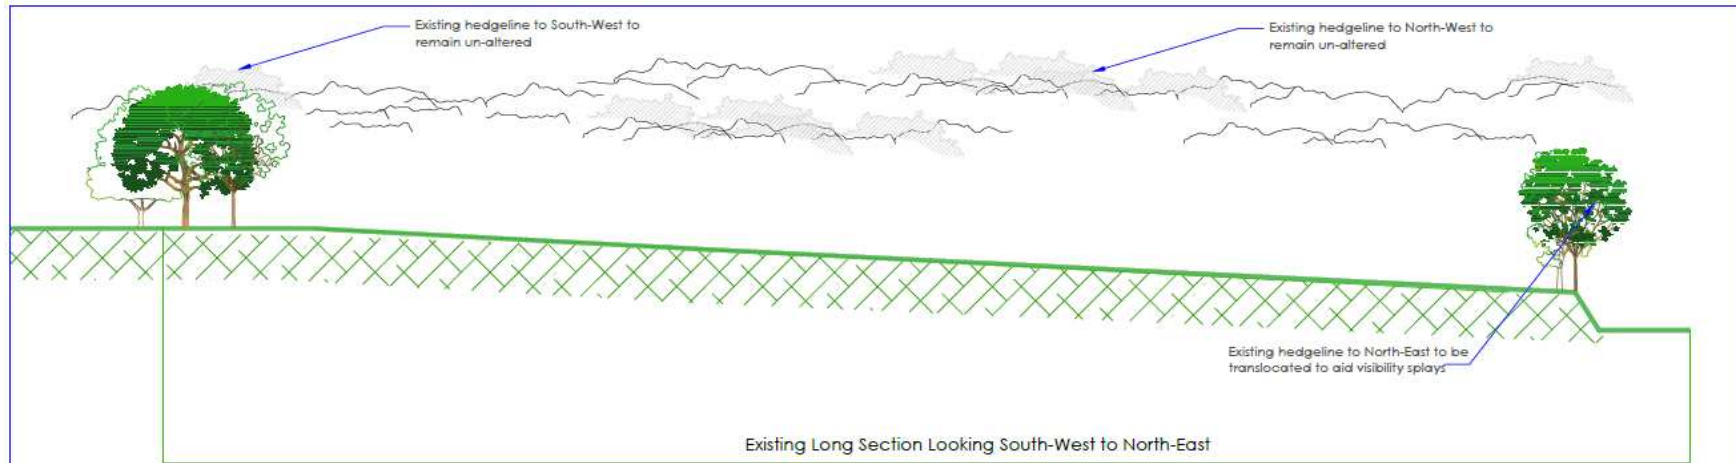 Existing hedgeline to South-West to
remain un-altered
Existing hedgeline to North-West to
remain un-altered
Existing hedgeline to North-East to be
translocated to aid visibility splays
Existing Long Section Looking South-West to North-East